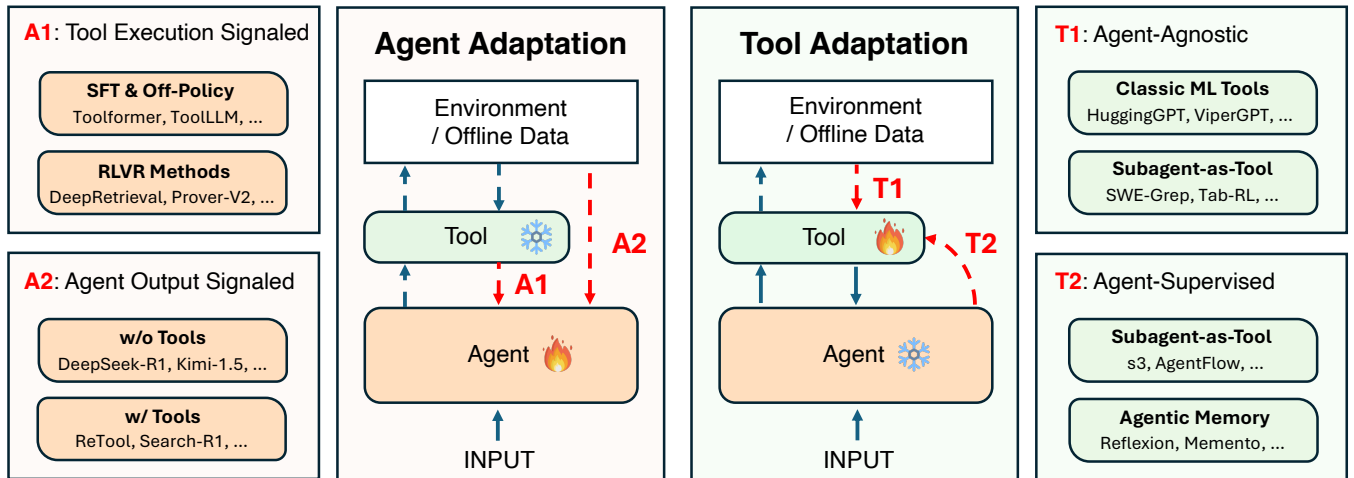 A1: Tool Execution Signaled
SFT & Off-Policy
Toolformer, ToolLLM, ...
RLVR Methods
DeepRetrieval, Prover-V2, ...
A2: Agent Output Signaled
w/o Tools
DeepSeek-R1, Kimi-1.5, ...
w/ Tools
ReTool, Search-R1, ...
Agent Adaptation
Environment
/ Offline Data
Tool
A1
A2
Agent
INPUT
Tool Adaptation
Environment
/ Offline Data
T1
Tool
T2
Agent
INPUT
T1: Agent-Agnostic
Classic ML Tools
HuggingGPT, ViperGPT, ...
Subagent-as-Tool
SWE-Grep, Tab-RL, ...
T2: Agent-Supervised
Subagent-as-Tool
s3, AgentFlow, ...
Agentic Memory
Reflexion, Memento, ...